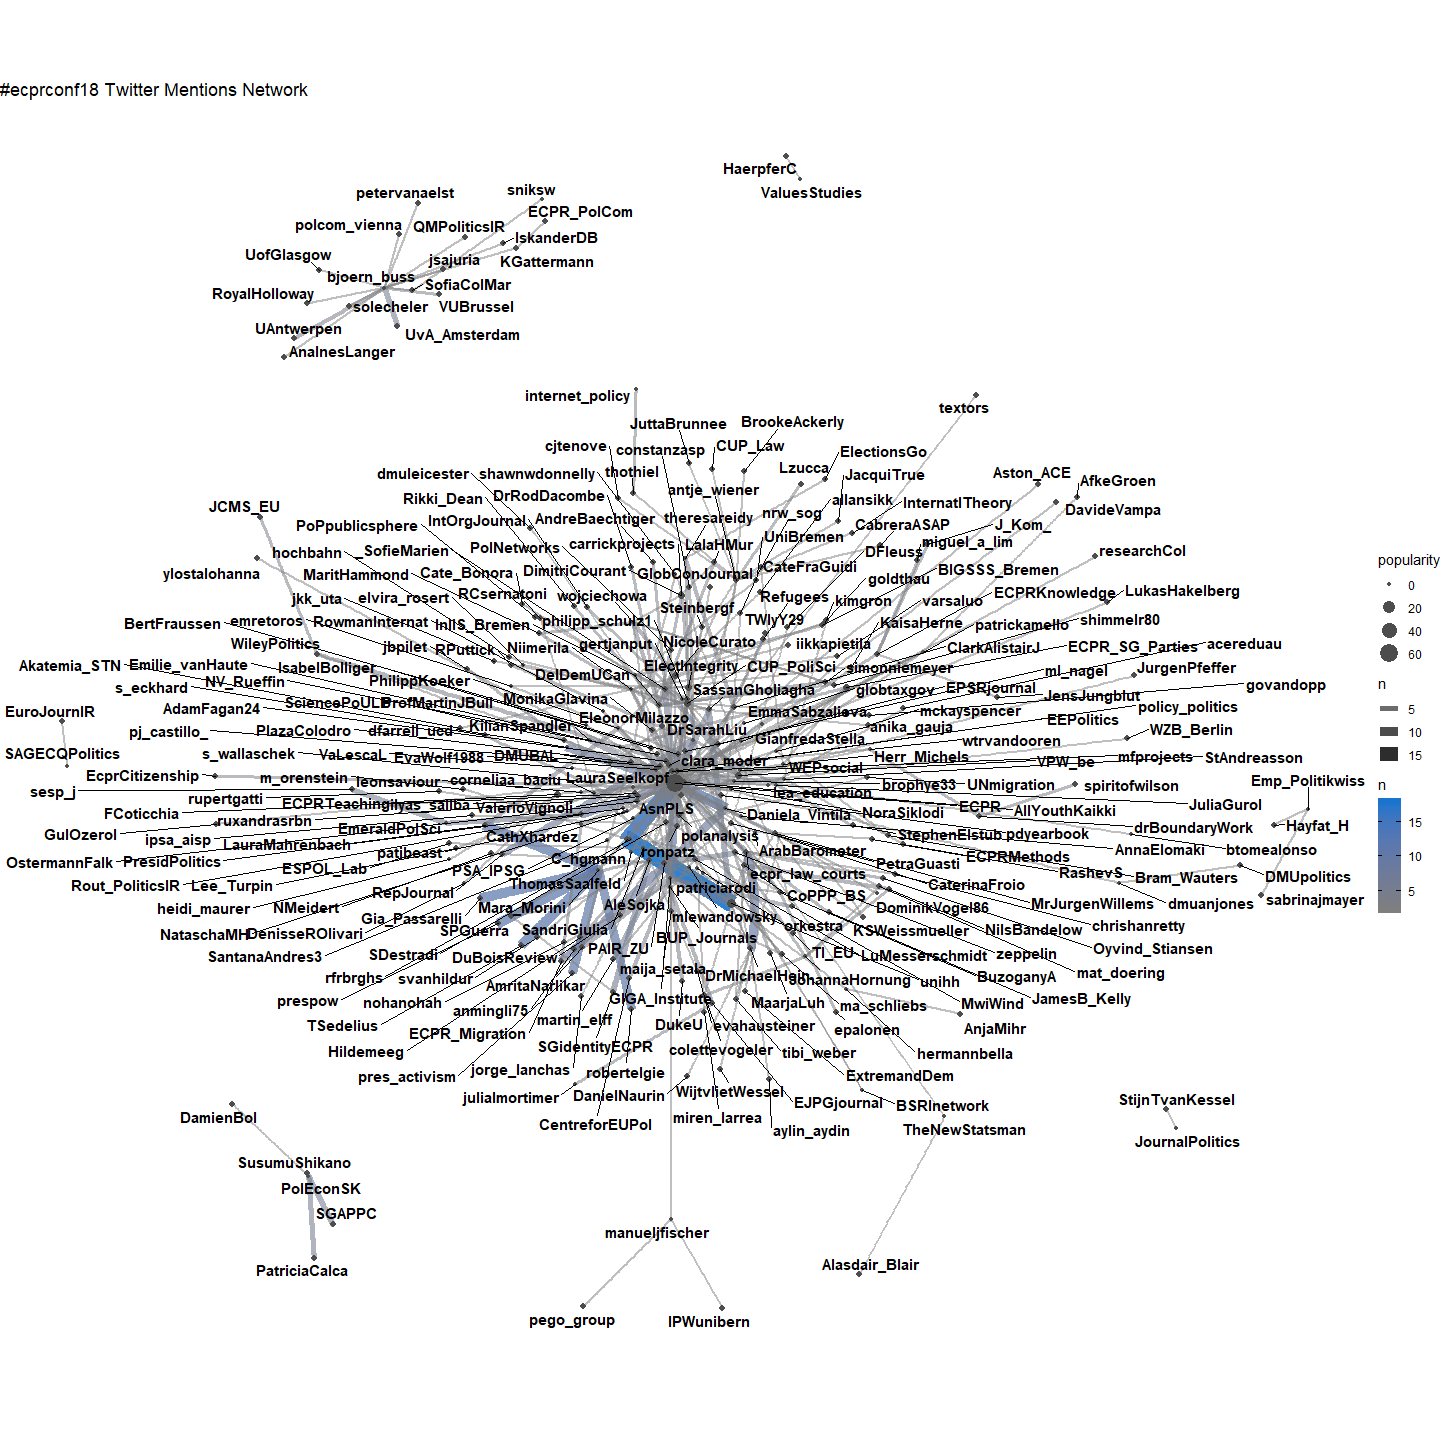 #ecprconf18 Twitter Mentions Network
HaerpferC
ValuesStudies
petervanaelst
sniksw
ECPR_PolCom
polcom_vienna
QMPoliticsIR
IskanderDB
UofGlasgow
jsajuria
KGattermann
bjoern_buss
SofiaColMar
RoyalHolloway
solecheler
VUBrussel
UAntwerpen
UvA_Amsterdam
AnaInesLanger
internet_policy
textors
JuttaBrunnee
BrookeAckerly
cjtenove
constanzasp
CUP_Law
ElectionsGo
dmuleicester
shawnwdonnelly
thothiel
Lzucca
JacquiTrue
Aston_ACE
AfkeGroen
Rikki_Dean
DrRodDacombe
antje_wiener
allansikk
InternatlTheory
DavideVampa
JCMS_EU
PoPpublicsphere
IntOrgJournal
AndreBaechtiger
theresareidy
nrw_sog
CabreraASAP
J_Kom_
hochbahn
_SofieMarien
PolNetworks
carrickprojects
LalaHMur
UniBremen
DFleuss
miguel_a_lim
researchCol
ylostalohanna
MaritHammond
Cate_Bonora
DimitriCourant
GlobConJournal
CateFraGuidi
goldthau
BIGSSS_Bremen
jkk_uta
elvira_rosert
RCsernatoni
wojciechowa
Steinbergf
Refugees
kimgron
varsaluo
ECPRKnowledge
LukasHakelberg
BertFraussen
emretoros
RowmanInternat
InIIS_Bremen
philipp_schulz1
TWIyY29
KaisaHerne
patrickamello
shimmelr80
WileyPolitics
jbpilet
RPuttick
Niimerila
gertjanput
NicoleCurato
iikkapietila
ClarkAlistairJ
ECPR_SG_Parties
acereduau
Akatemia_STN
Emilie_vanHaute
IsabelBolliger
DelDemUCan
ElectIntegrity
CUP_PoliSci
simonniemeyer
ml_nagel
JurgenPfeffer
s_eckhard
NV_Rueffin
PhilippKoeker
MonikaGlavina
SassanGholiagha
globtaxgov
EPSRjournal
JensJungblut
govandopp
EuroJournIR
AdamFagan24
SciencePoULB
ProfMartinJBull
EleonorMilazzo
EmmaSabzalieva
mckayspencer
policy_politics
pj_castillo_
PlazaColodro
dfarrell_ucd
KilianSpandler
DrSarahLiu
GianfredaStella
anika_gauja
EEPolitics
WZB_Berlin
SAGECQPolitics
s_wallaschek
VaLescaL
EvaWolf1988
DMUBAL
clara_moder
WEPsocial
Herr_Michels
wtrvandooren
VPW_be
mfprojects
StAndreasson
EcprCitizenship
m_orenstein
leonsaviour
corneljaa_baciu
LauraSeelkopf
lea_education_
brophye33
UNmigration
spiritofwilson
Emp_Politikwiss
sesp_j
rupertgatti
ECPRTeaching
ilyas_saliba
ValerioVignoli
AsnPLS
Daniela_Vintila
NoraSiklodi
ECPR
AllYouthKaikki
JuliaGurol
FCoticchia
ruxandrasrbn
EmeraldPolSci
CathXhardez
polanalysis
StephenElstub
pdyearbook
drBoundaryWork
Hayfat_H
GulOzerol
ipsa_aisp
LauraMahrenbach
patibeast
C_hgmann
ronpatz
ArabBarometer
PetraGuasti
ECPRMethods
AnnaElomaki
btomealonso
OstermannFalk
PresidPolitics
ESPOL_Lab
PSA_IPSG
ThomasSaalfeld
patriciarodi
ecpr_law_courts
CaterinaFroio
RashevS
Bram_Wauters
DMUpolitics
Rout_PoliticsIR
Lee_Turpin
RepJournal
Mara_Morini
AleSojka
mlewandowsky
CoPPP_BS
DominikVogel86
MrJurgenWillems
dmuanjones
sabrinajmayer
heidi_maurer
NMeidert
Gia_Passarelli
SPGuerra
SandriGiulia
BUP_Journals
orkestra
KSWeissmueller
NilsBandelow
chrishanretty
NataschaMH
DenisseROlivari
SDestradi
DuBoisReview
PAIR_ZU
TI_EU
LuMesserschmidt
zeppelin
Oyvind_Stiansen
SantanaAndres3
rfrbrghs
svanhildur
AmritaNarlikar
maija_setala
DrMichaelHein
JohannaHornung
unihh
BuzoganyA
mat_doering
prespow
nohanohah
anmingli75
GIGA_Institute
MaarjaLuh
ma_schliebs
MwiWind
JamesB_Kelly
TSedelius
ECPR_Migration
martin_elff
DukeU
evahausteiner
epalonen
AnjaMihr
Hildemeeg
SGidentityECPR
colettevogeler
tibi_weber
hermannbella
pres_activism
jorge_lanchas
robertelgie
ExtremandDem
julialmortimer
DanielNaurin
WijtvlietWessel
EJPGjournal
BSRInetwork
CentreforEUPol
miren_larrea
aylin_aydin
TheNewStatsman
StijnTvanKessel
JournalPolitics
DamienBol
SusumuShikano
PolEconSK
SGAPPC
PatriciaCalca
manueljfischer
Alasdair_Blair
pego_group
IPWunibern
popularity
0
20
40
60
n
5
10
15
n
15
10
5